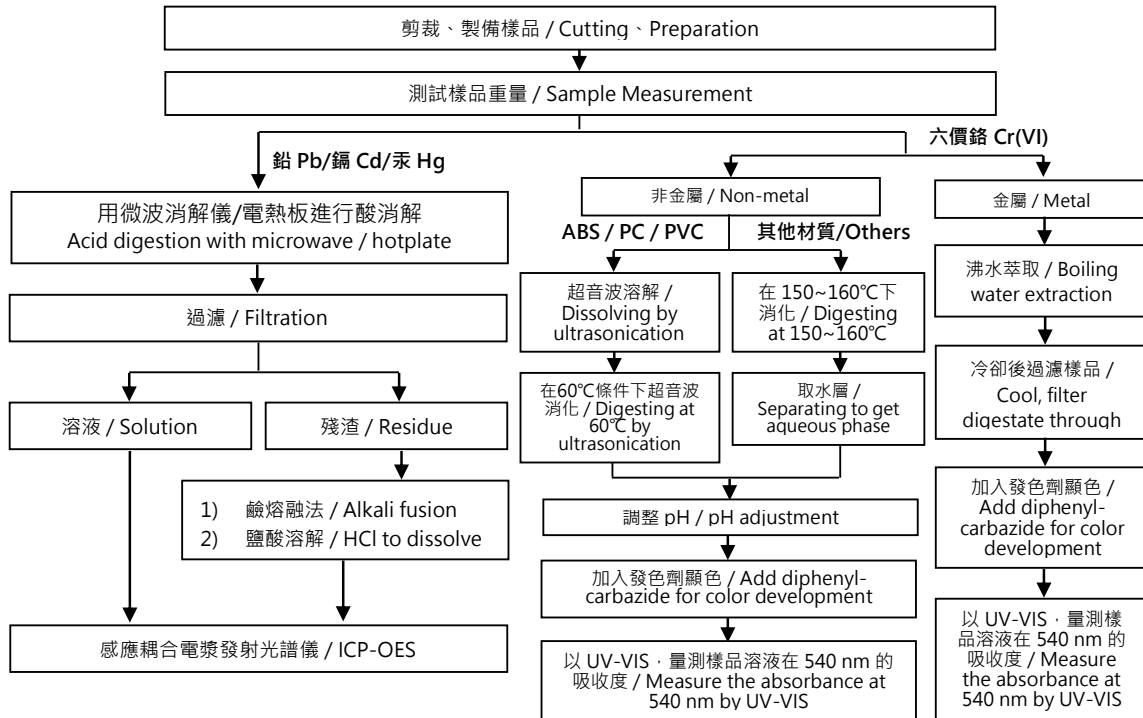 剪裁、製備樣品 / Cutting、Preparation
測試樣品重量 / Sample Measurement
鉛 Pb/鎘 Cd/汞 Hg
六價鉻 Cr(VI)
用微波消解儀/電熱板進行酸消解
Acid digestion with microwave / hotplate
過濾 / Filtration
溶液 / Solution
殘渣 / Residue
1) 鹼熔融法 / Alkali fusion
2) 鹽酸溶解 / HCl to dissolve
感應耦合電漿發射光譜儀 / ICP-OES
非金屬 / Non-metal
ABS / PC / PVC
其他材質/Others
超音波溶解 /
Dissolving by
ultrasonication
在60℃條件下超音波
消化 / Digesting at
60℃ by
ultrasonication
在 150~160℃下
消化 / Digesting
at 150~160℃
取水層 /
Separating to get
aqueous phase
調整 pH / pH adjustment
加入發色劑顯色 / Add diphenyl-
carbazide for color development
以 UV-VIS，量測樣品溶液在 540 nm 的
吸收度 / Measure the absorbance at
540 nm by UV-VIS
金屬 / Metal
沸水萃取 / Boiling
water extraction
冷卻後過濾樣品 /
Cool, filter
digestate through
加入發色劑顯色 /
Add diphenyl-
carbazide for color
development
以 UV-VIS，量測樣
品溶液在 540 nm 的
吸收度 / Measure
the absorbance at
540 nm by UV-VIS